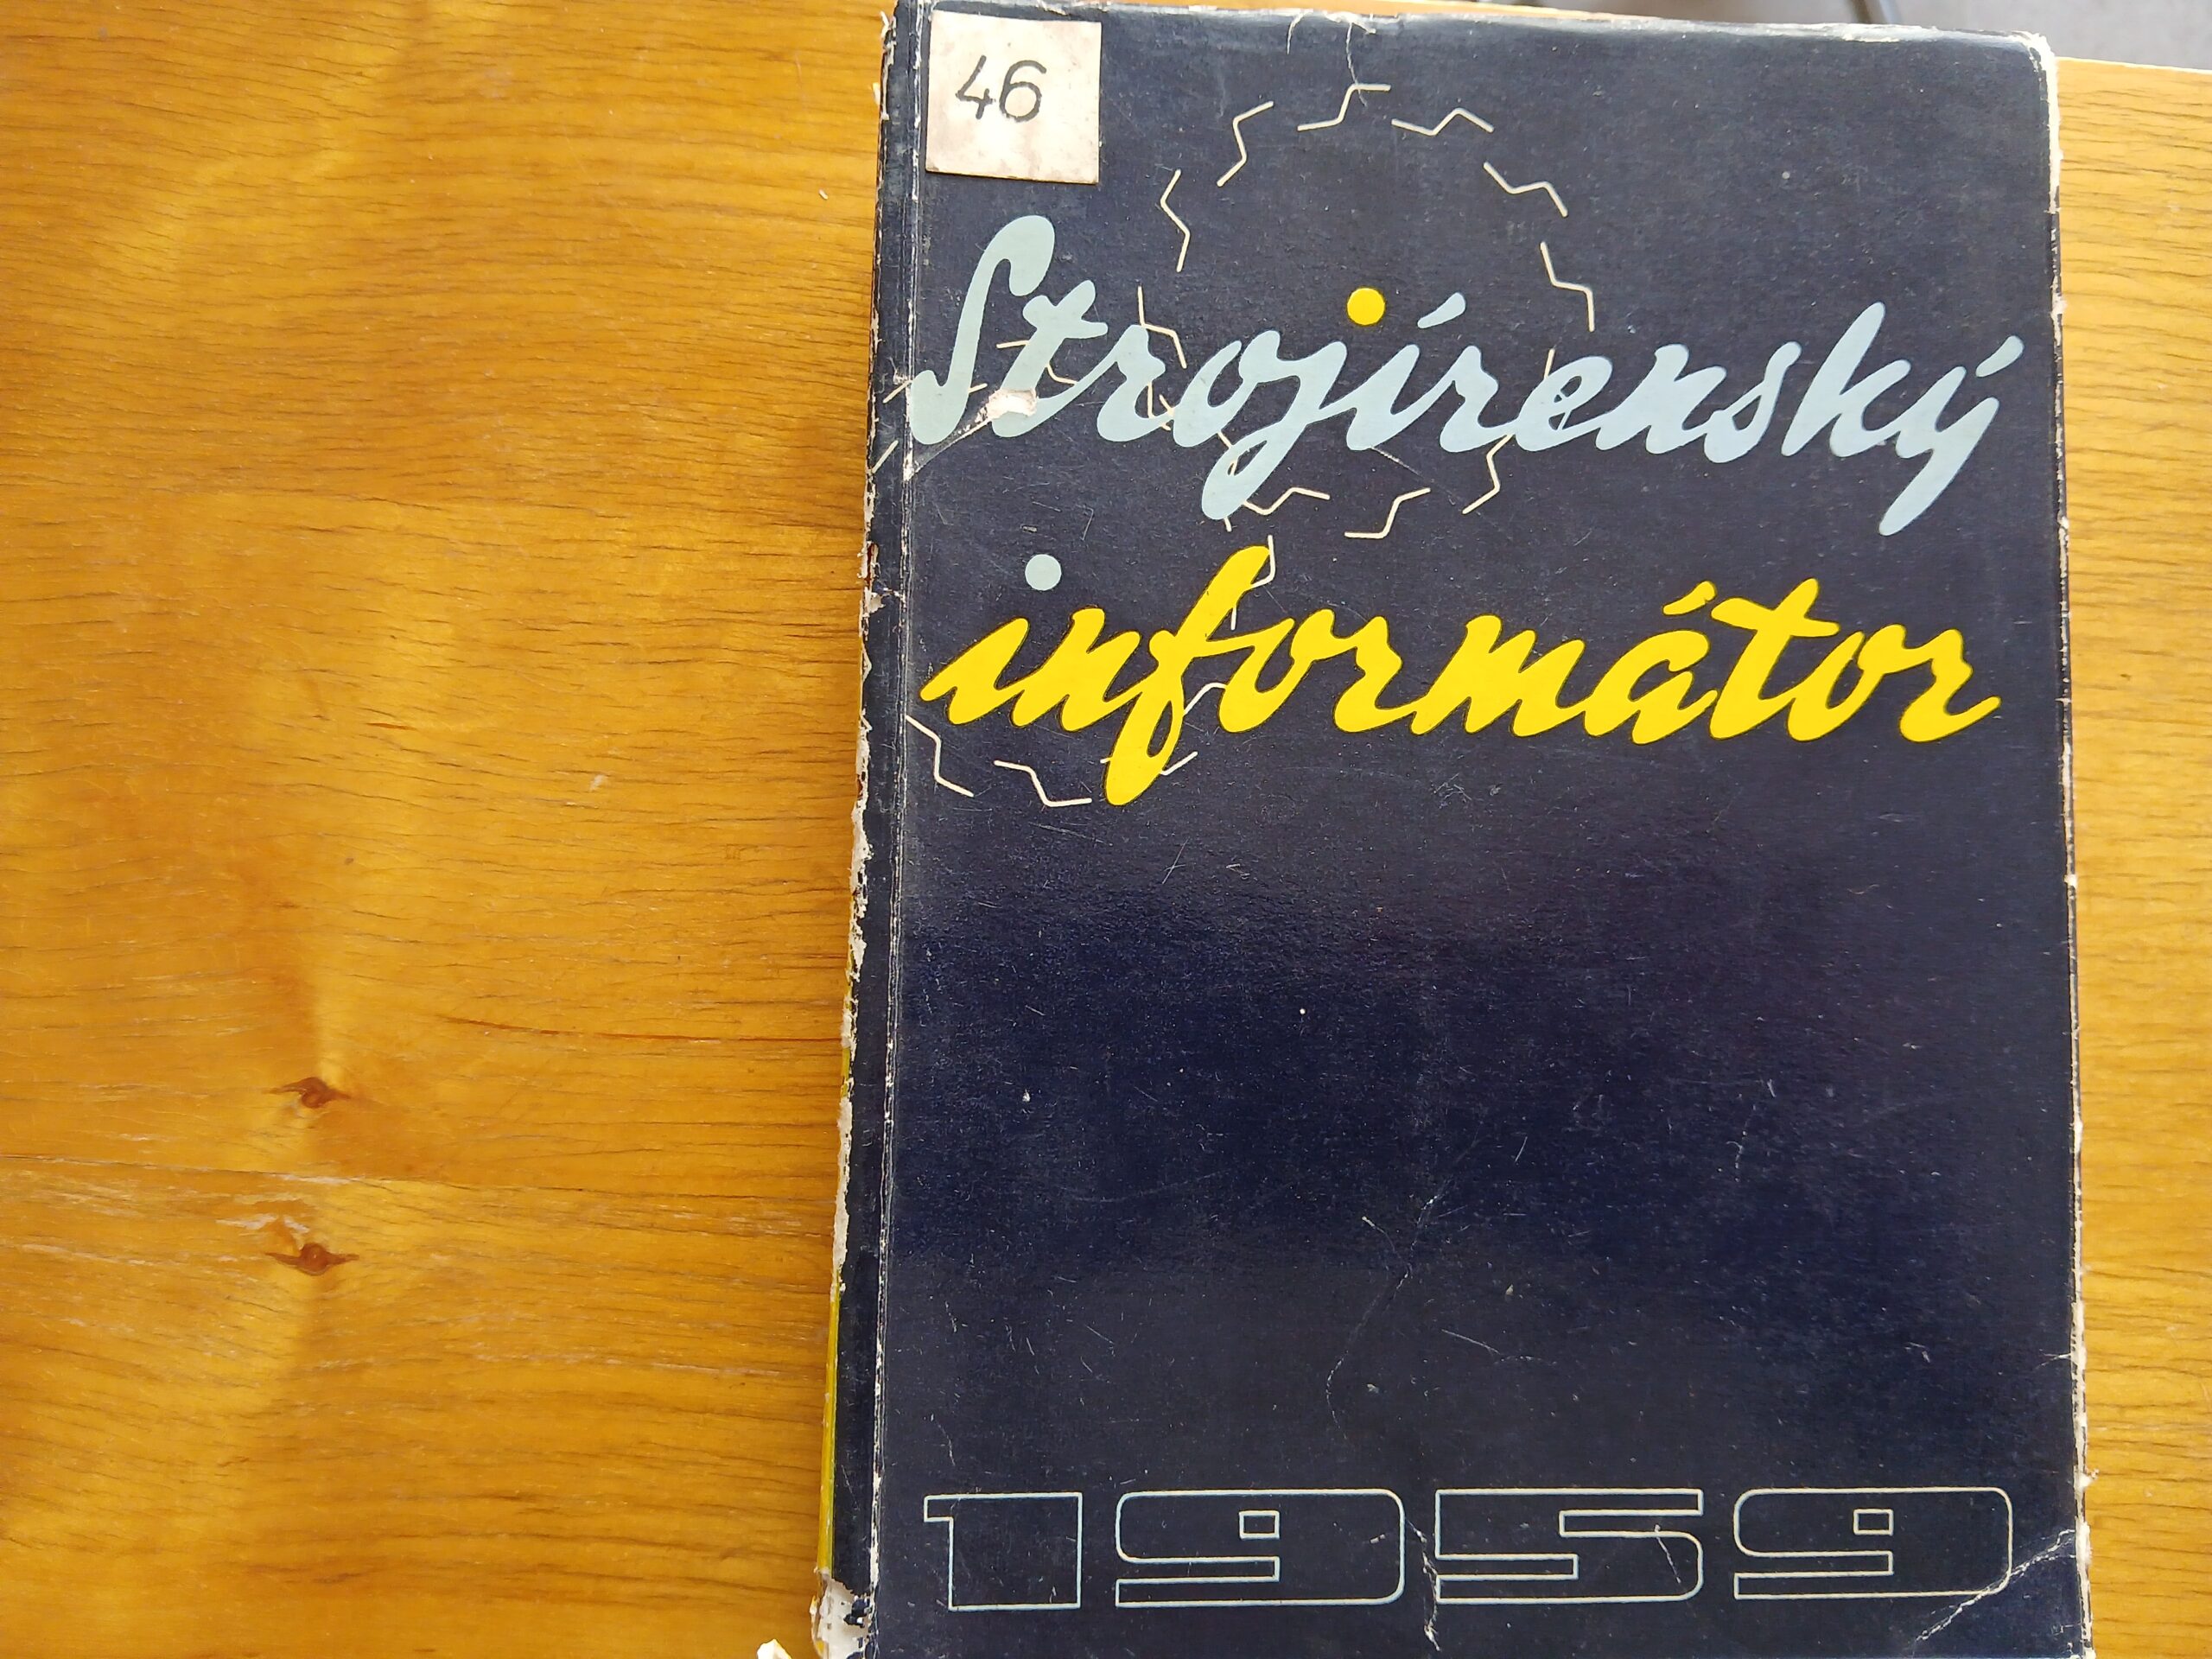 46
Strojírenský
informátor
1959